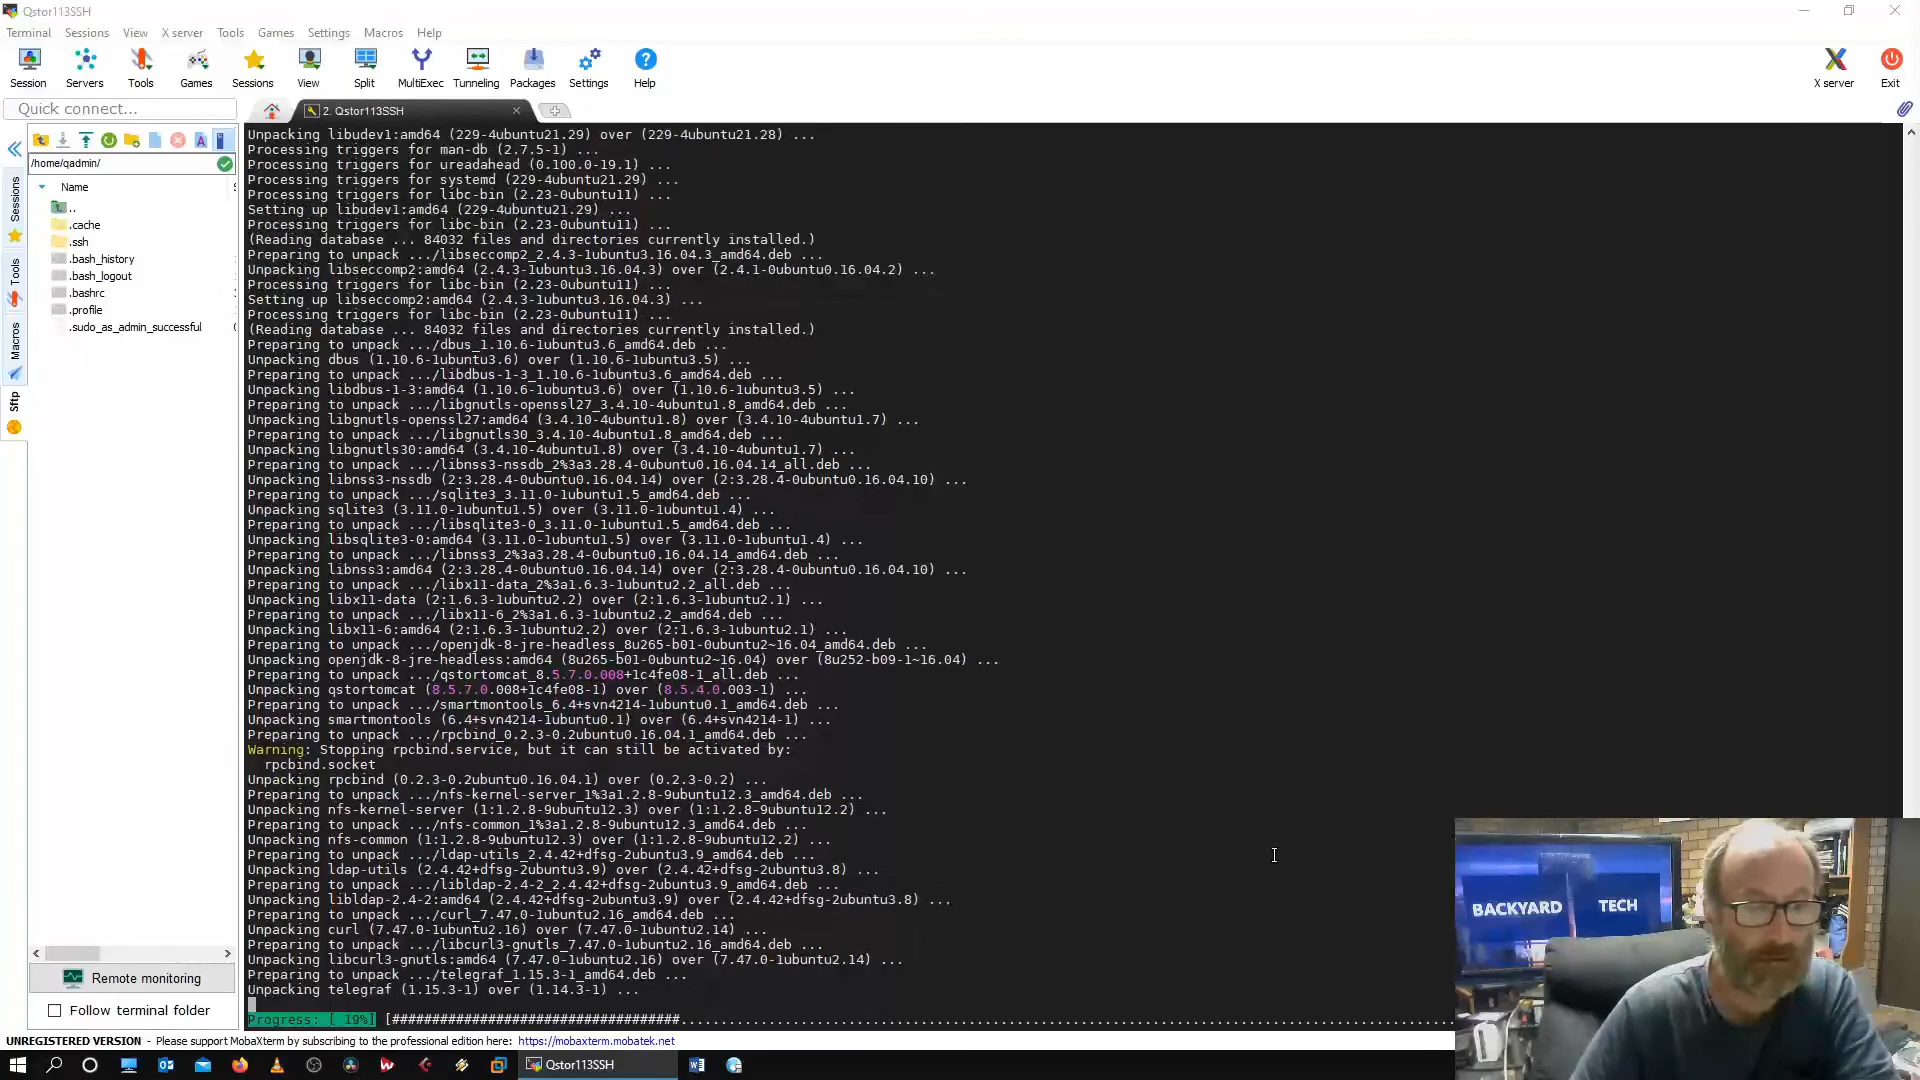 Qstor113SSH
Terminal Sessions View X server Tools Games Settings Macros Help
Session Servers Tools Games Sessions View Split MultiExec Tunneling Packages Settings Help X server Exit
Quick connect...
2. Qstor113SSH
/home/qadmin/
Name
..
.cache
.ssh
.bash_history
.bash_logout
.bashrc
.profile
.sudo_as_admin_successful
Sessions
Tools
Macros
Sftp
Remote monitoring
Follow terminal folder
Unpacking libudev1:amd64 (229-4ubuntu21.29) over (229-4ubuntu21.28) ...
Processing triggers for man-db (2.7.5-1) ...
Processing triggers for ureadahead (0.100.0-19.1) ...
Processing triggers for systemd (229-4ubuntu21.29) ...
Processing triggers for libc-bin (2.23-0ubuntu11) ...
Setting up libudev1:amd64 (229-4ubuntu21.29) ...
Processing triggers for libc-bin (2.23-0ubuntu11) ...
(Reading database ... 84032 files and directories currently installed.)
Preparing to unpack .../libseccomp2_2.4.3-1ubuntu3.16.04.3_amd64.deb ...
Unpacking libseccomp2:amd64 (2.4.3-1ubuntu3.16.04.3) over (2.4.1-0ubuntu0.16.04.2) ...
Processing triggers for libc-bin (2.23-0ubuntu11) ...
Setting up libseccomp2:amd64 (2.4.3-1ubuntu3.16.04.3) ...
Processing triggers for libc-bin (2.23-0ubuntu11) ...
(Reading database ... 84032 files and directories currently installed.)
Preparing to unpack .../dbus_1.10.6-1ubuntu3.6_amd64.deb ...
Unpacking dbus (1.10.6-1ubuntu3.6) over (1.10.6-1ubuntu3.5) ...
Preparing to unpack .../libdbus-1-3_1.10.6-1ubuntu3.6_amd64.deb ...
Unpacking libdbus-1-3:amd64 (1.10.6-1ubuntu3.6) over (1.10.6-1ubuntu3.5) ...
Preparing to unpack .../libgnutls-openssl27_3.4.10-4ubuntu1.8_amd64.deb ...
Unpacking libgnutls-openssl27:amd64 (3.4.10-4ubuntu1.8) over (3.4.10-4ubuntu1.7) ...
Preparing to unpack .../libgnutls30_3.4.10-4ubuntu1.8_amd64.deb ...
Unpacking libgnutls30:amd64 (3.4.10-4ubuntu1.8) over (3.4.10-4ubuntu1.7) ...
Preparing to unpack .../libnss3-nssdb_2%3a3.28.4-0ubuntu0.16.04.14_all.deb ...
Unpacking libnss3-nssdb (2:3.28.4-0ubuntu0.16.04.14) over (2:3.28.4-0ubuntu0.16.04.10) ...
Preparing to unpack .../sqlite3_3.11.0-1ubuntu1.5_amd64.deb ...
Unpacking sqlite3 (3.11.0-1ubuntu1.5) over (3.11.0-1ubuntu1.4) ...
Preparing to unpack .../libsqlite3-0_3.11.0-1ubuntu1.5_amd64.deb ...
Unpacking libsqlite3-0:amd64 (3.11.0-1ubuntu1.5) over (3.11.0-1ubuntu1.4) ...
Preparing to unpack .../libnss3_2%3a3.28.4-0ubuntu0.16.04.14_amd64.deb ...
Unpacking libnss3:amd64 (2:3.28.4-0ubuntu0.16.04.14) over (2:3.28.4-0ubuntu0.16.04.10) ...
Preparing to unpack .../libx11-data_2%3a1.6.3-1ubuntu2.2_all.deb ...
Unpacking libx11-data (2:1.6.3-1ubuntu2.2) over (2:1.6.3-1ubuntu2.1) ...
Preparing to unpack .../libx11-6_2%3a1.6.3-1ubuntu2.2_amd64.deb ...
Unpacking libx11-6:amd64 (2:1.6.3-1ubuntu2.2) over (2:1.6.3-1ubuntu2.1) ...
Preparing to unpack .../openjdk-8-jre-headless_8u265-b01-0ubuntu2~16.04_amd64.deb ...
Unpacking openjdk-8-jre-headless:amd64 (8u265-b01-0ubuntu2~16.04) over (8u252-b09-1~16.04) ...
Preparing to unpack .../qstortomcat_8.5.7.0.008+1c4fe08-1_all.deb ...
Unpacking qstortomcat (8.5.7.0.008+1c4fe08-1) over (8.5.4.0.003-1) ...
Preparing to unpack .../smartmontools_6.4+svn4214-1ubuntu0.1_amd64.deb ...
Unpacking smartmontools (6.4+svn4214-1ubuntu0.1) over (6.4+svn4214-1) ...
Preparing to unpack .../rpcbind_0.2.3-0.2ubuntu0.16.04.1_amd64.deb ...
Warning: Stopping rpcbind.service, but it can still be activated by:
rpcbind.socket
Unpacking rpcbind (0.2.3-0.2ubuntu0.16.04.1) over (0.2.3-0.2) ...
Preparing to unpack .../nfs-kernel-server_1%3a1.2.8-9ubuntu12.3_amd64.deb ...
Unpacking nfs-kernel-server (1:1.2.8-9ubuntu12.3) over (1:1.2.8-9ubuntu12.2) ...
Preparing to unpack .../nfs-common_1%3a1.2.8-9ubuntu12.3_amd64.deb ...
Unpacking nfs-common (1:1.2.8-9ubuntu12.3) over (1:1.2.8-9ubuntu12.2) ...
Preparing to unpack .../ldap-utils_2.4.42+dfsg-2ubuntu3.9_amd64.deb ...
Unpacking ldap-utils (2.4.42+dfsg-2ubuntu3.9) over (2.4.42+dfsg-2ubuntu3.8) ...
Preparing to unpack .../libldap-2.4-2_2.4.42+dfsg-2ubuntu3.9_amd64.deb ...
Unpacking libldap-2.4-2:amd64 (2.4.42+dfsg-2ubuntu3.9) over (2.4.42+dfsg-2ubuntu3.8) ...
Preparing to unpack .../curl_7.47.0-1ubuntu2.16_amd64.deb ...
Unpacking curl (7.47.0-1ubuntu2.16) over (7.47.0-1ubuntu2.14) ...
Preparing to unpack .../libcurl3-gnutls_7.47.0-1ubuntu2.16_amd64.deb ...
Unpacking libcurl3-gnutls:amd64 (7.47.0-1ubuntu2.16) over (7.47.0-1ubuntu2.14) ...
Preparing to unpack .../telegraf_1.15.3-1_amd64.deb ...
Unpacking telegraf (1.15.3-1) over (1.14.3-1) ...
Progress: [ 19%] [####################################......
BACKYARD TECH
UNREGISTERED VERSION - Please support MobaXterm by subscribing to the professional edition here: https://mobaxterm.mobatek.net
Qstor113SSH